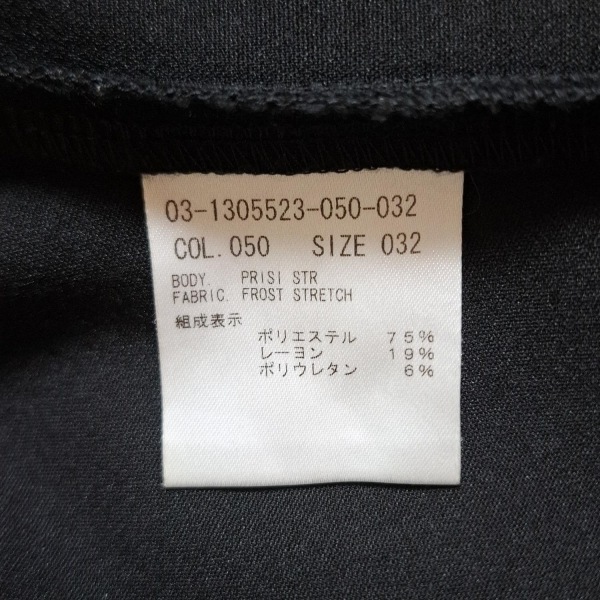 03-1305523-050-032
COL. 050 SIZE 032
BODY. PRISI STR
FABRIC. FROST STRETCH
組成表示
ポリエステル 75%
レーヨン 19%
ポリウレタン 6%